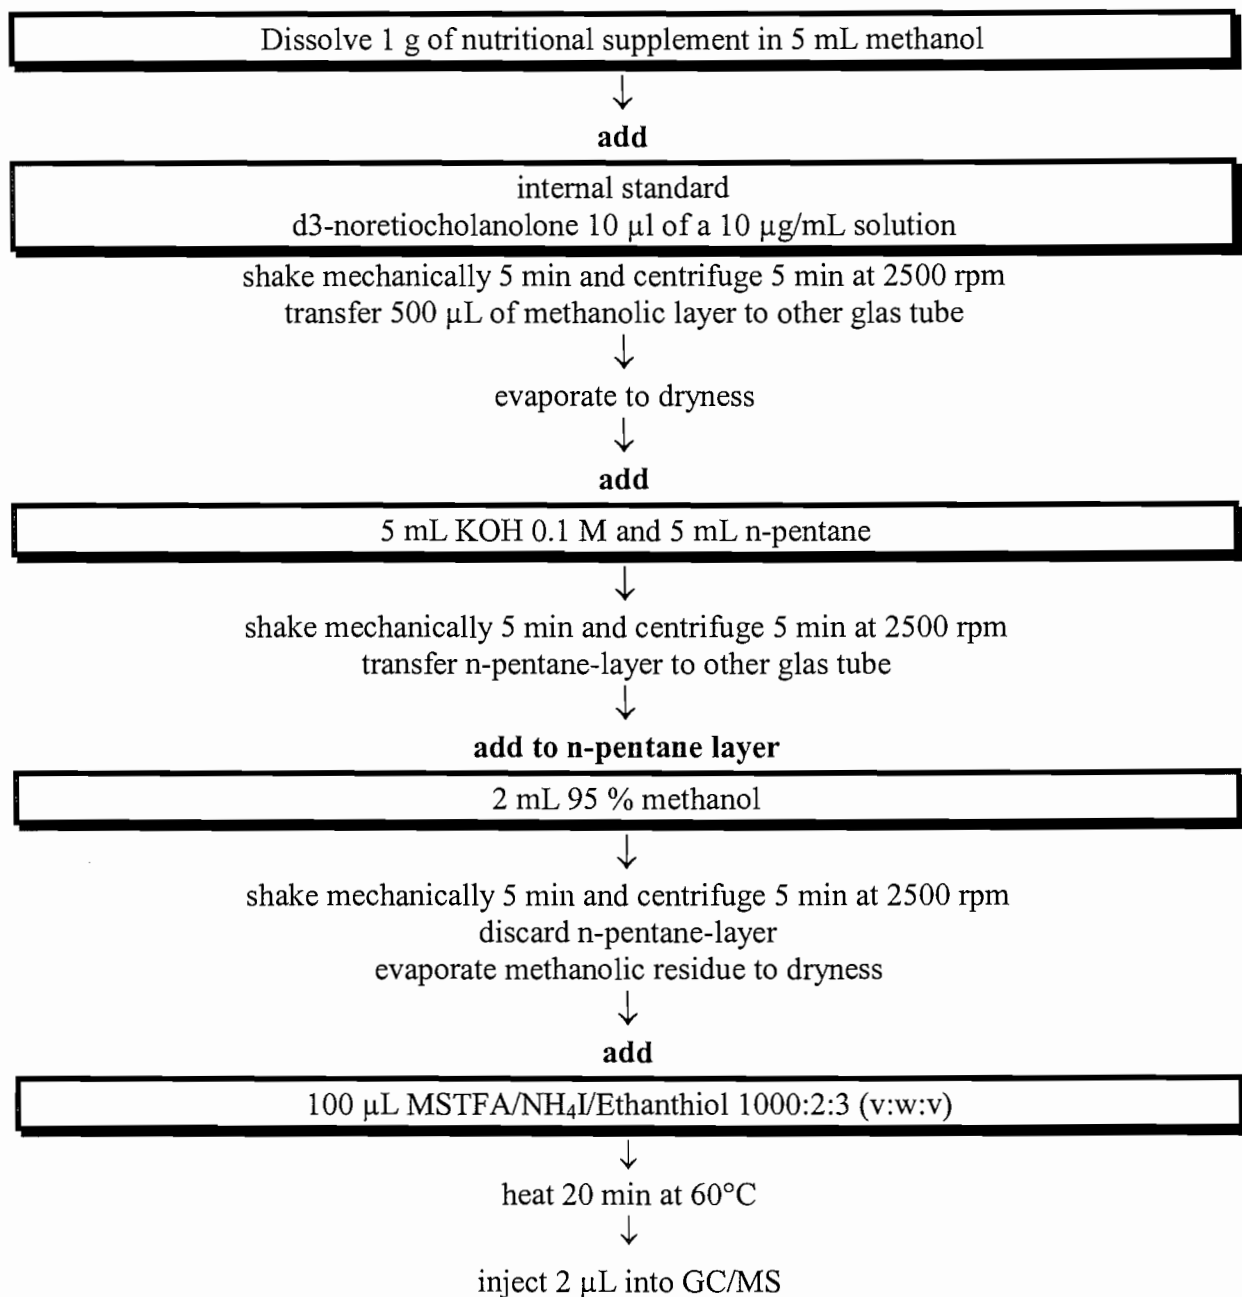 Dissolve 1 g of nutritional supplement in 5 mL methanol
↓
add
internal standard
d3-noretiocholanolone 10 μl of a 10 μg/mL solution
shake mechanically 5 min and centrifuge 5 min at 2500 rpm
transfer 500 μL of methanolic layer to other glas tube
↓
evaporate to dryness
↓
add
5 mL KOH 0.1 M and 5 mL n-pentane
↓
shake mechanically 5 min and centrifuge 5 min at 2500 rpm
transfer n-pentane-layer to other glas tube
↓
add to n-pentane layer
2 mL 95 % methanol
↓
shake mechanically 5 min and centrifuge 5 min at 2500 rpm
discard n-pentane-layer
evaporate methanolic residue to dryness
↓
add
100 μL MSTFA/NH₄I/Ethanthiol 1000:2:3 (v:w:v)
↓
heat 20 min at 60°C
↓
inject 2 μL into GC/MS